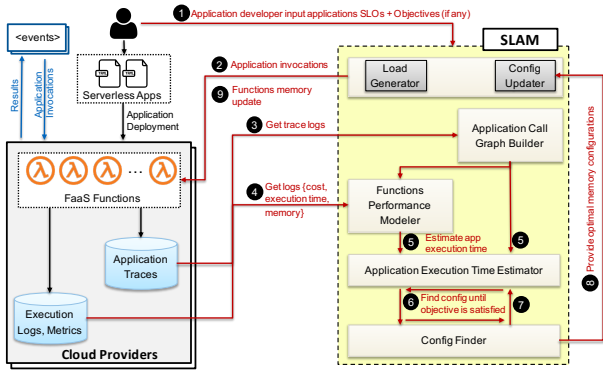 1 Application developer input applications SLOs + Objectives (if any)
<events>
SLAM
2 Application invocations
Load
Generator
Config
Updater
9 Functions memory
update
Serverless Apps
Results
Application
Invocations
Application
Deployment
3 Get trace logs
Application Call
Graph Builder
λ λ λ ... λ
FaaS Functions
4 Get logs {cost,
execution time,
memory}
Functions
Performance
Modeler
5 Estimate app
execution time
5
Application
Traces
Application Execution Time Estimator
6 Find config until
objective is satisfied
7
Execution
Logs, Metrics
Config Finder
Cloud Providers
8 Provide optimal memory configurations